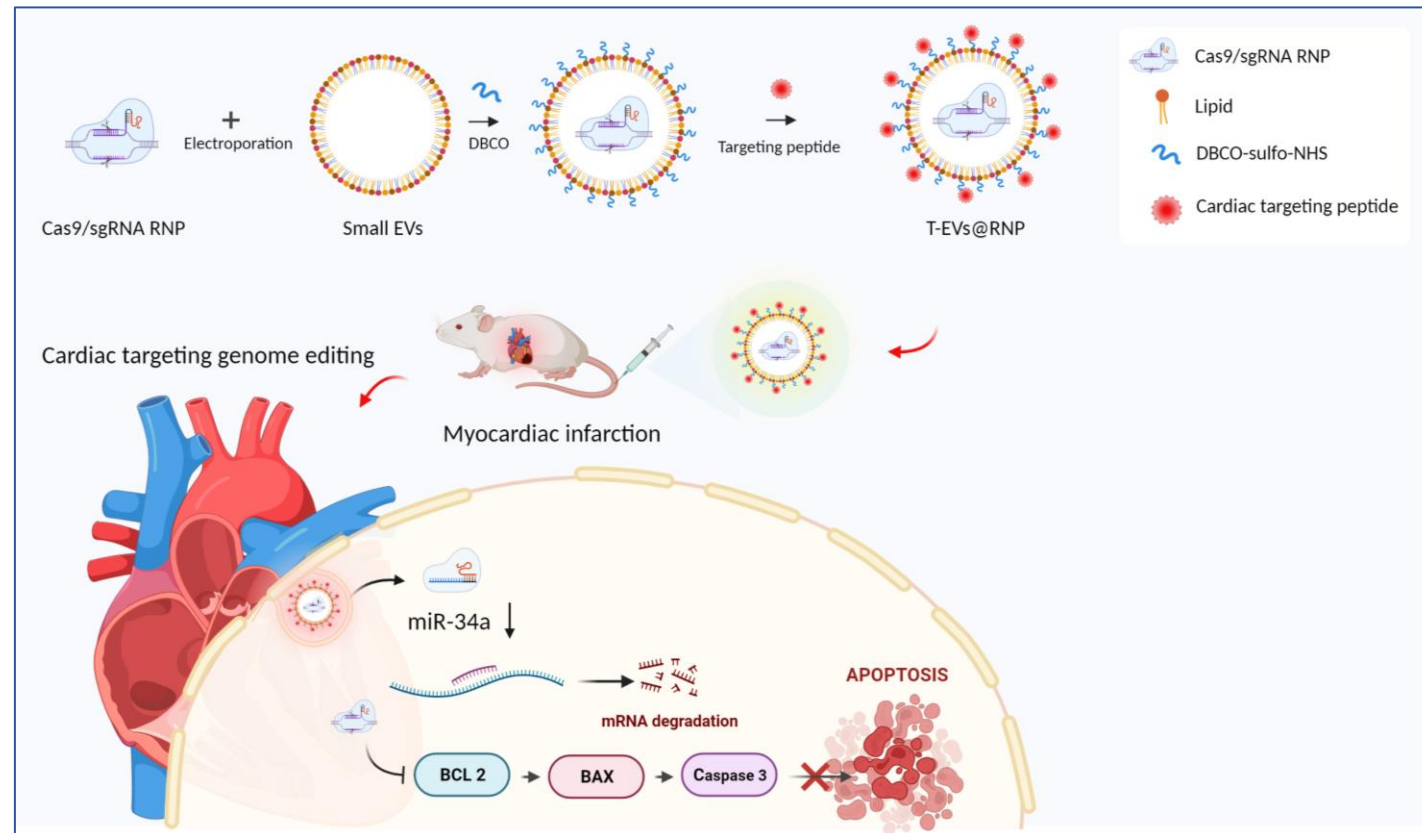 Cas9/sgRNA RNP
+
Electroporation
Small EVs
DBCO
Targeting peptide
T-EVs@RNP
Cas9/sgRNA RNP
Lipid
DBCO-sulfo-NHS
Cardiac targeting peptide
Cardiac targeting genome editing
Myocardiac infarction
miR-34a
mRNA degradation
APOPTOSIS
BCL 2
BAX
Caspase 3